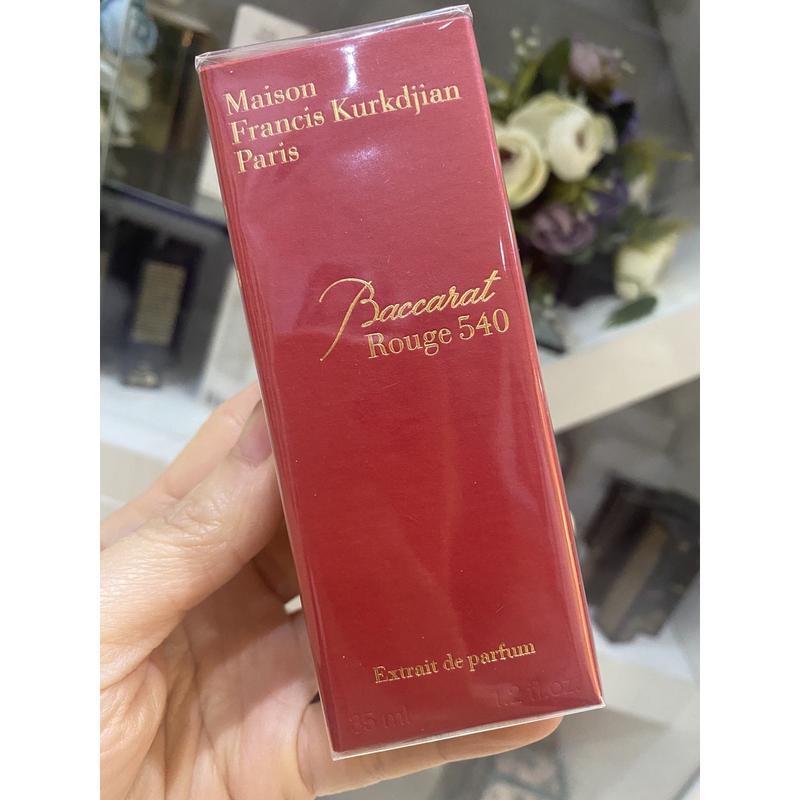 Maison
Francis Kurkdjian
Paris
Baccarat
Rouge 540
Extrait de parfum
35 ml 1.2 fl.oz.